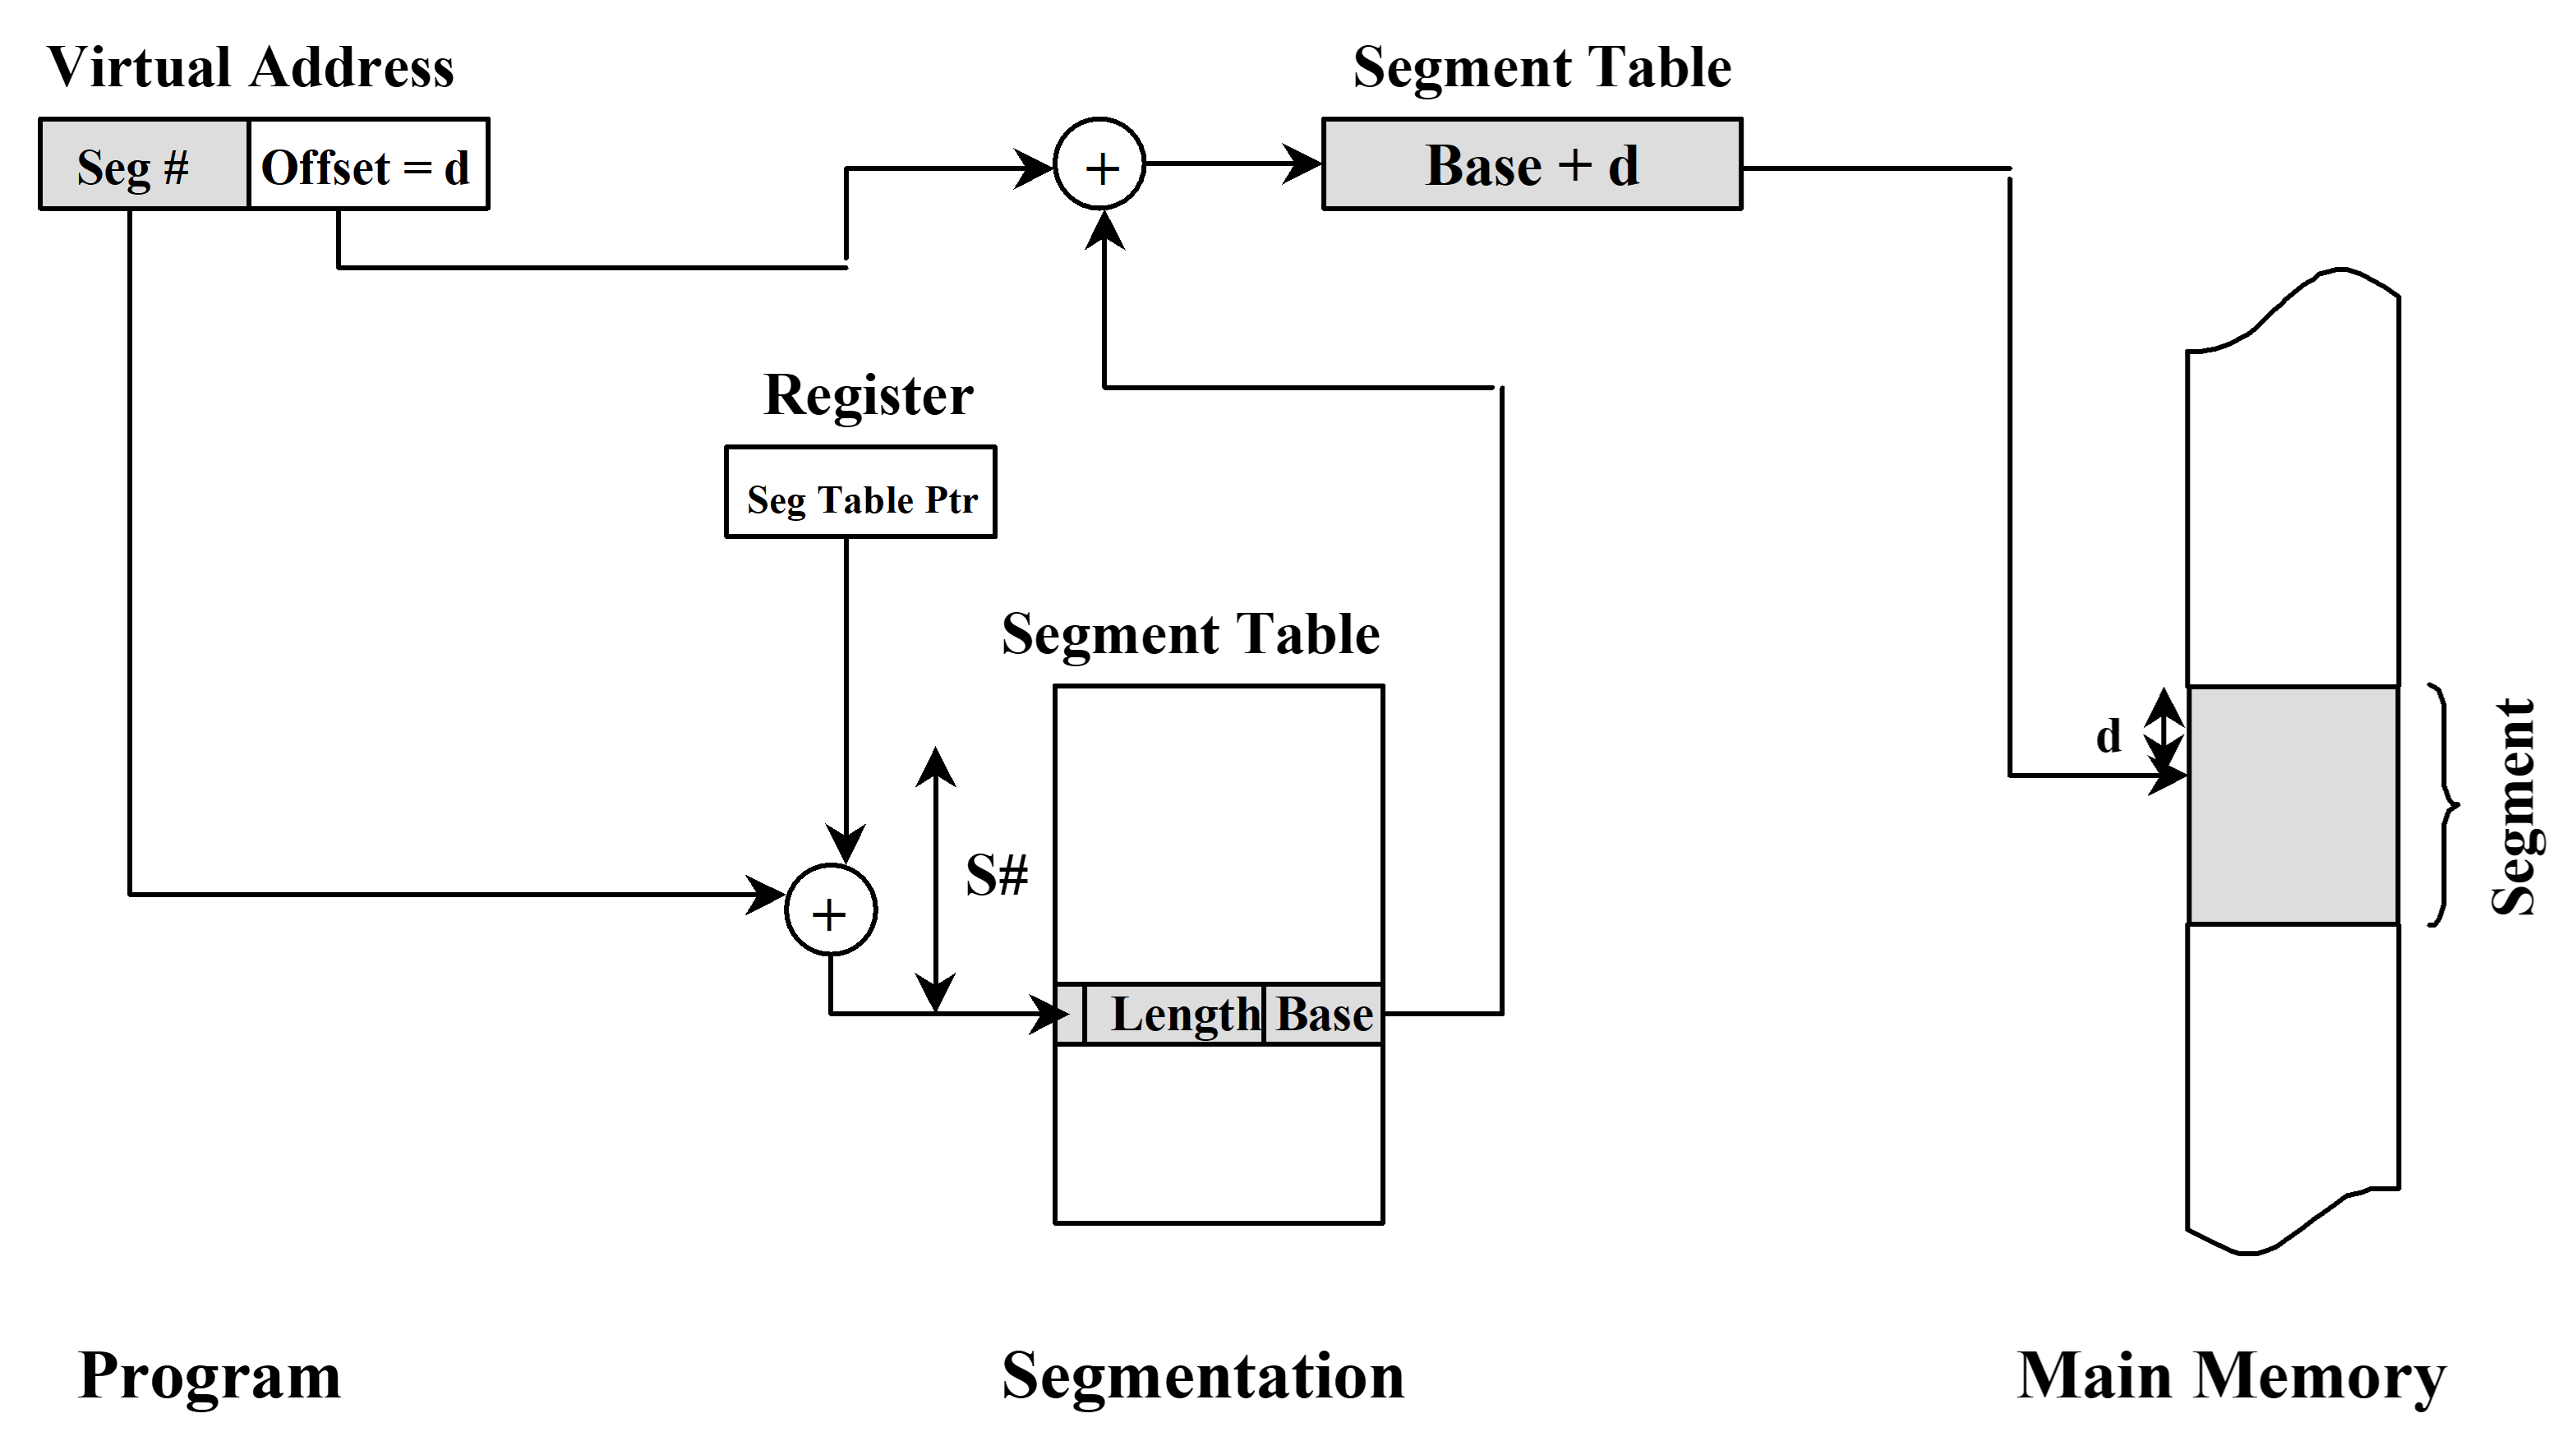 Virtual Address
Segment Table
Seg #
Offset = d
+
Base + d
Register
Seg Table Ptr
Segment Table
d
Segment
S#
+
Length
Base
Program
Segmentation
Main Memory